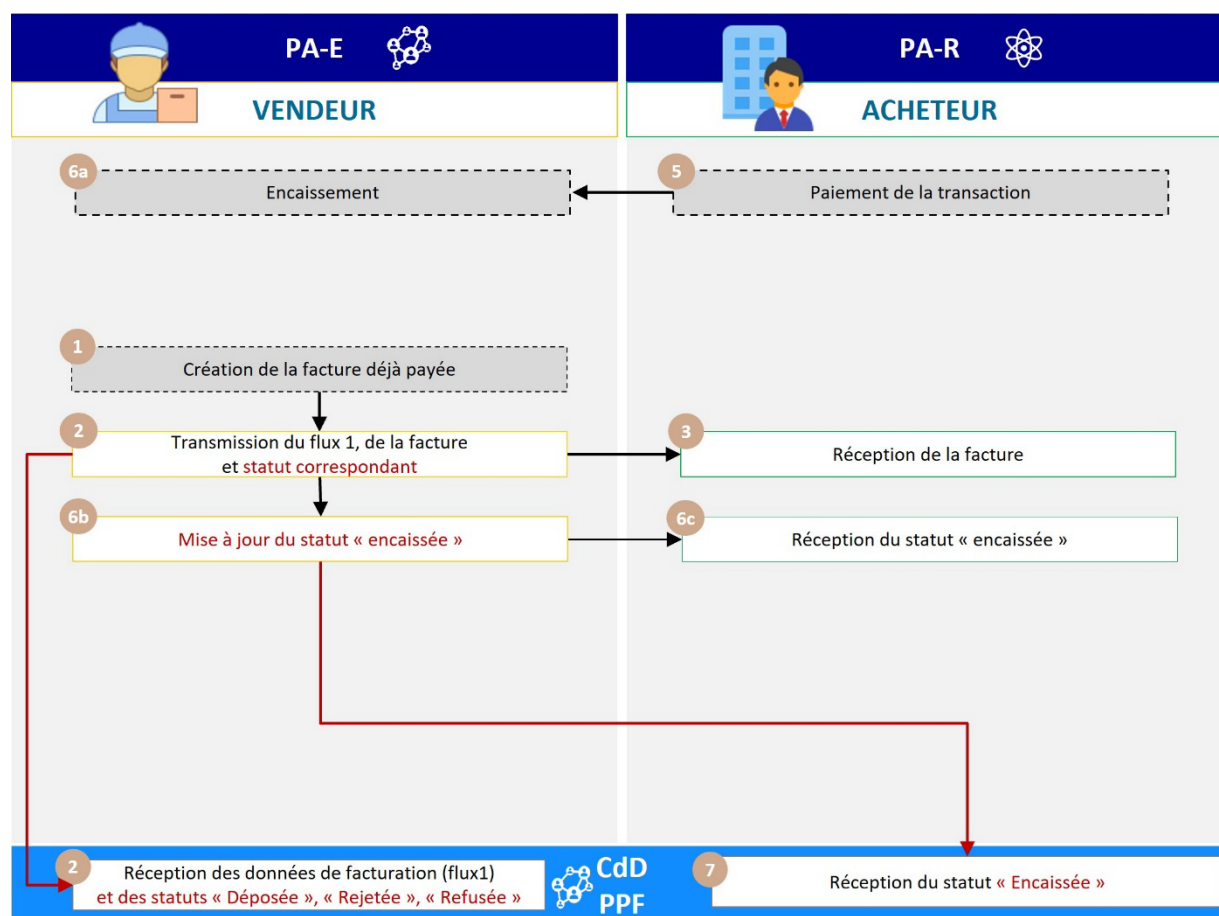 PA-E
PA-R
VENDEUR
ACHETEUR
6a
Encaissement
5
Paiement de la transaction
1
Création de la facture déjà payée
2
Transmission du flux 1, de la facture
et statut correspondant
3
Réception de la facture
6b
Mise à jour du statut « encaissée »
6c
Réception du statut « encaissée »
2
Réception des données de facturation (flux1)
et des statuts « Déposée », « Rejetée », « Refusée »
CdD
PPF
7
Réception du statut « Encaissée »